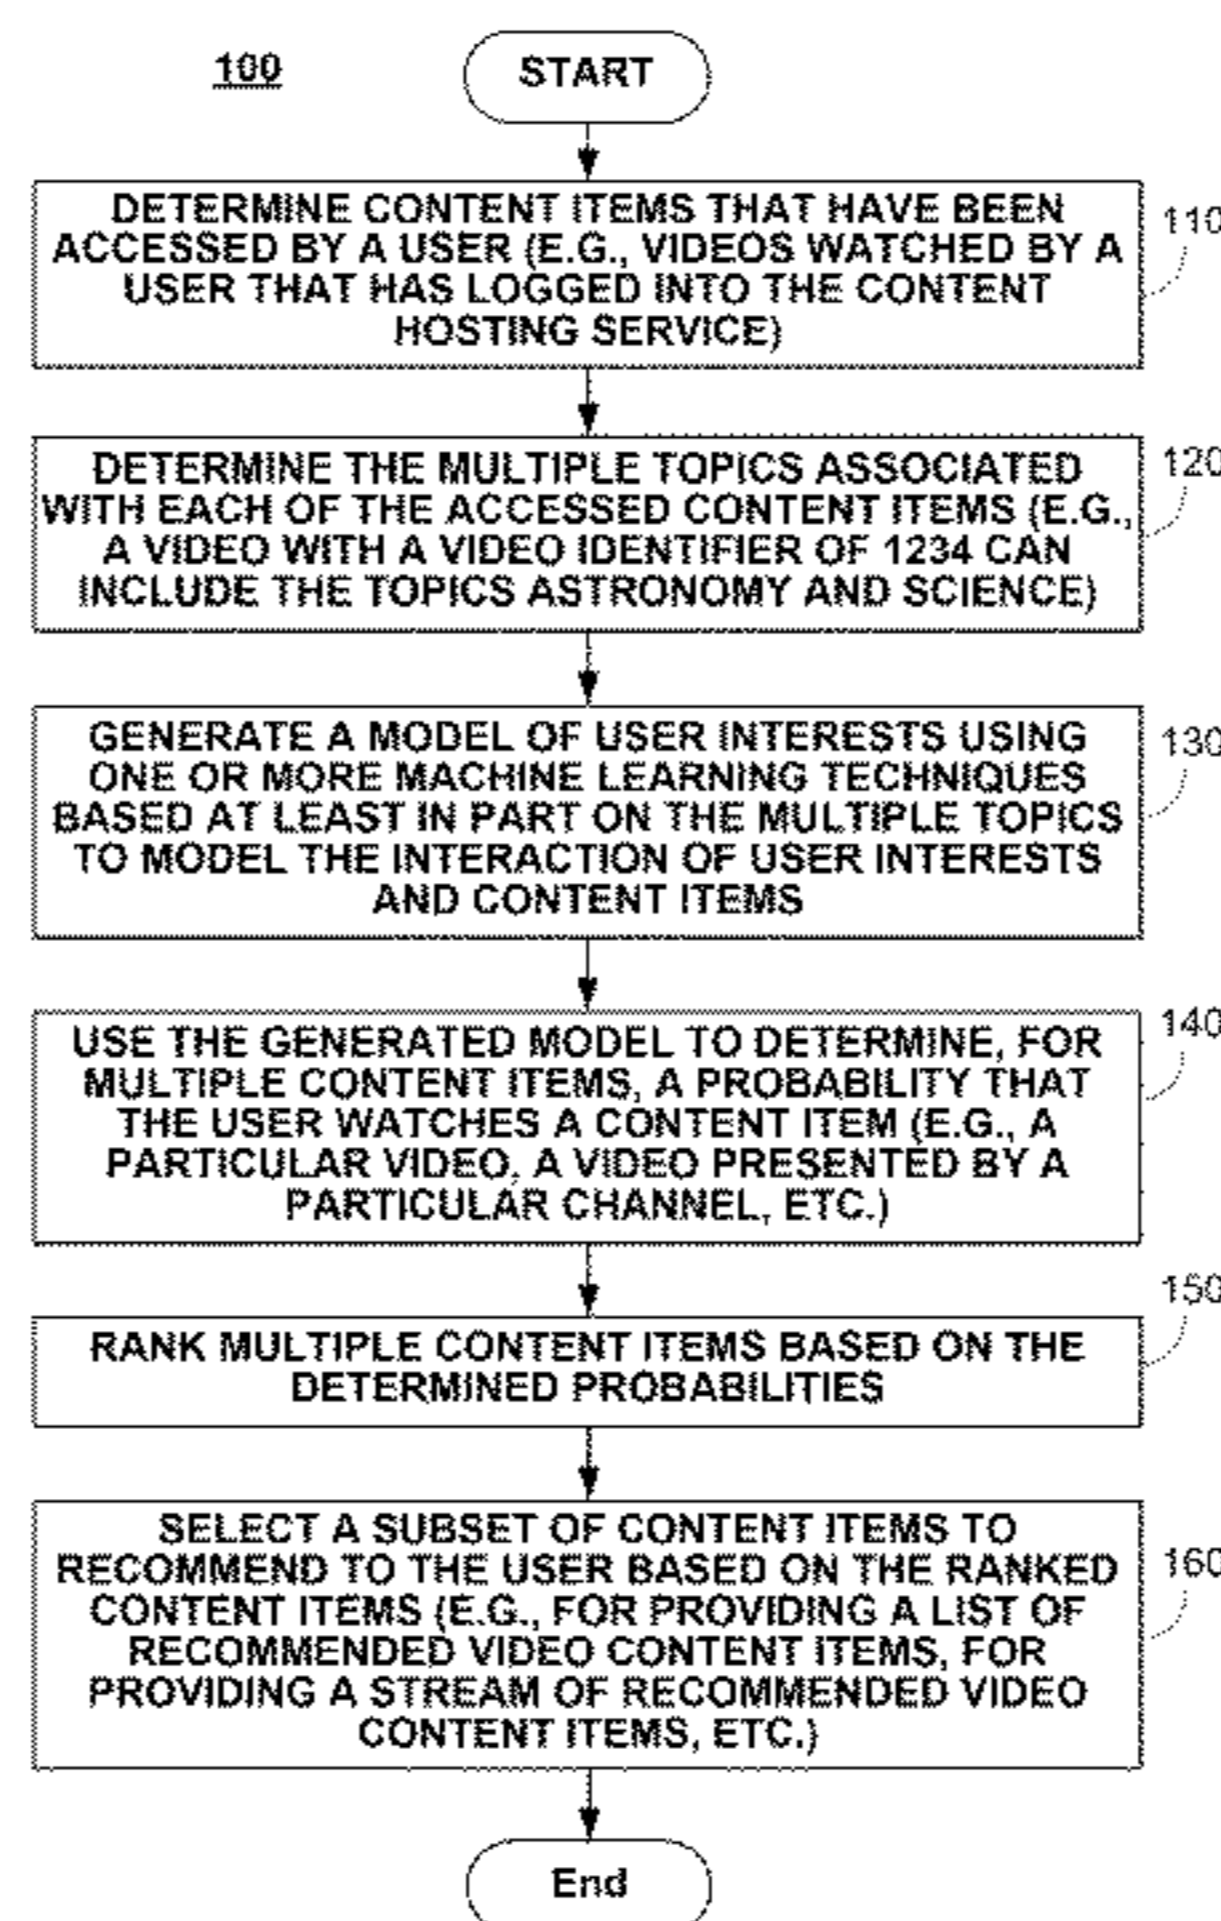 100
START
DETERMINE CONTENT ITEMS THAT HAVE BEEN
ACCESSED BY A USER (E.G., VIDEOS WATCHED BY A
USER THAT HAS LOGGED INTO THE CONTENT
HOSTING SERVICE)
110
DETERMINE THE MULTIPLE TOPICS ASSOCIATED
WITH EACH OF THE ACCESSED CONTENT ITEMS (E.G.,
A VIDEO WITH A VIDEO IDENTIFIER OF 1234 CAN
INCLUDE THE TOPICS ASTRONOMY AND SCIENCE)
120
GENERATE A MODEL OF USER INTERESTS USING
ONE OR MORE MACHINE LEARNING TECHNIQUES
BASED AT LEAST IN PART ON THE MULTIPLE TOPICS
TO MODEL THE INTERACTION OF USER INTERESTS
AND CONTENT ITEMS
130
USE THE GENERATED MODEL TO DETERMINE, FOR
MULTIPLE CONTENT ITEMS, A PROBABILITY THAT
THE USER WATCHES A CONTENT ITEM (E.G., A
PARTICULAR VIDEO, A VIDEO PRESENTED BY A
PARTICULAR CHANNEL, ETC.)
140
RANK MULTIPLE CONTENT ITEMS BASED ON THE
DETERMINED PROBABILITIES
150
SELECT A SUBSET OF CONTENT ITEMS TO
RECOMMEND TO THE USER BASED ON THE RANKED
CONTENT ITEMS (E.G., FOR PROVIDING A LIST OF
RECOMMENDED VIDEO CONTENT ITEMS, FOR
PROVIDING A STREAM OF RECOMMENDED VIDEO
CONTENT ITEMS, ETC.)
160
End